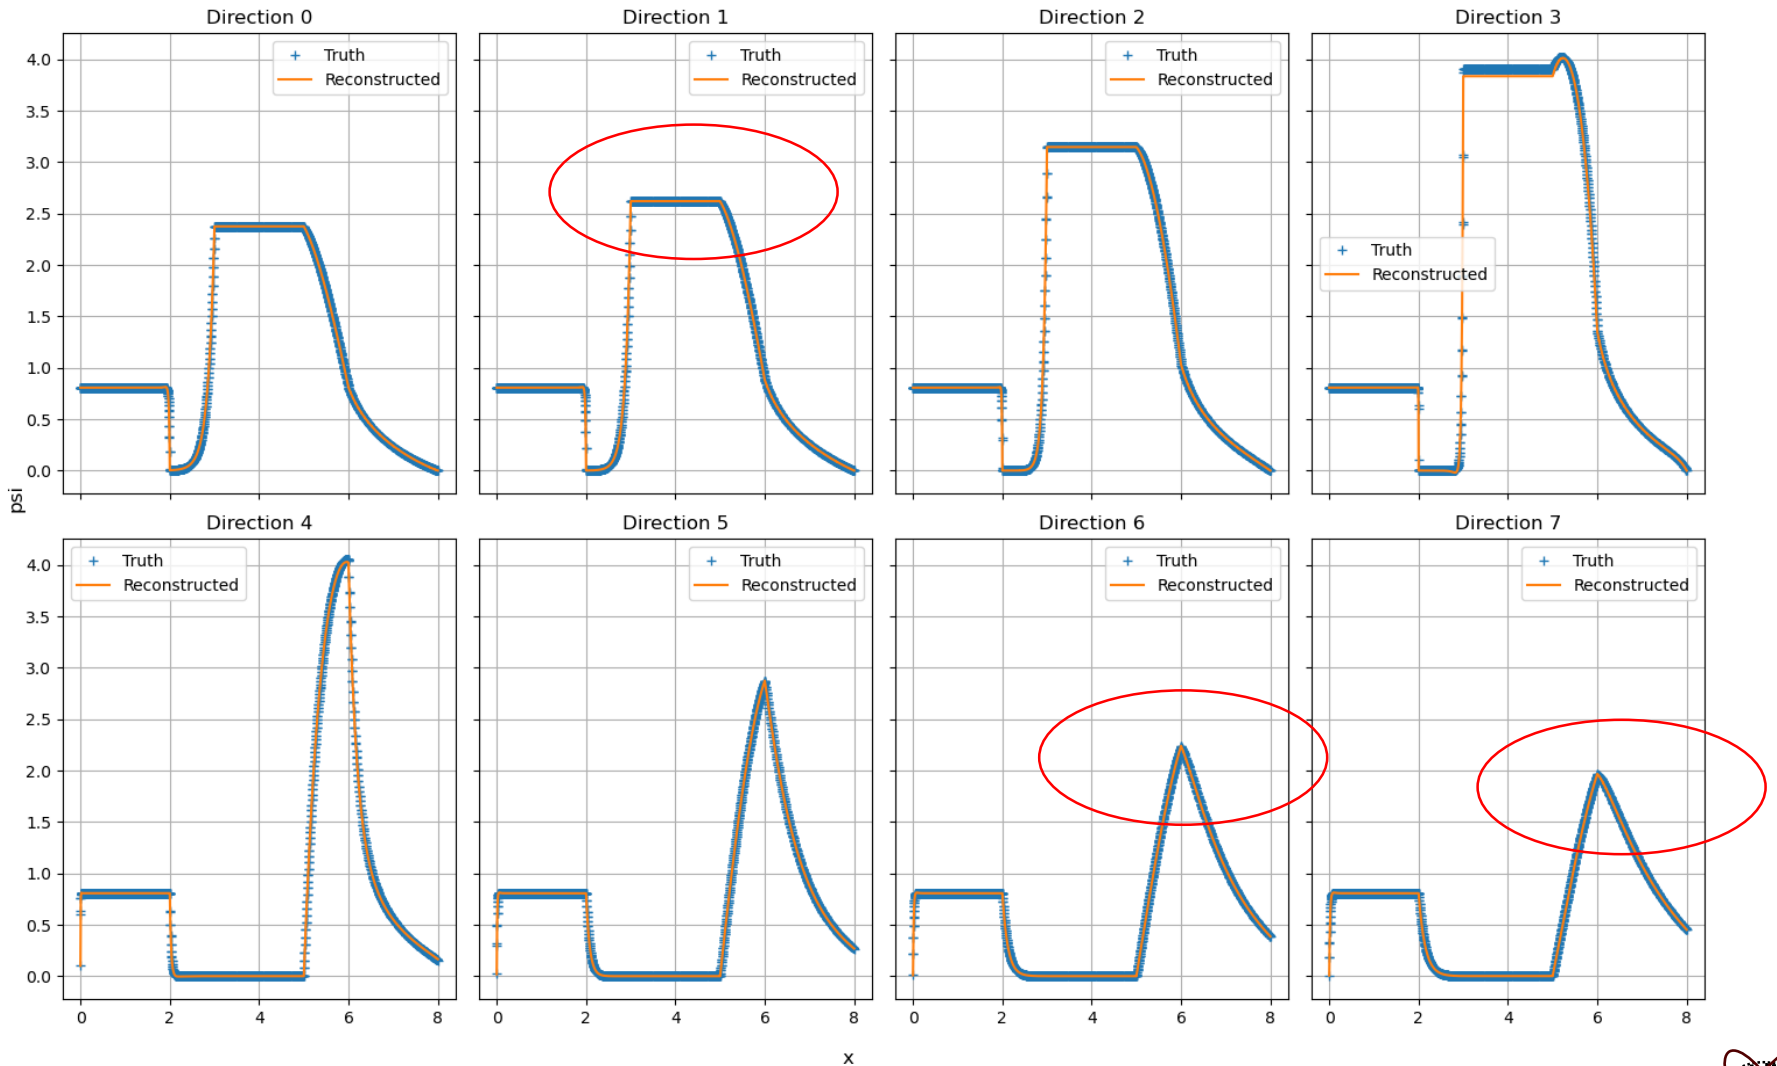 Direction 0
Direction 1
Direction 2
Direction 3
4.0
3.5
3.0
2.5
2.0
1.5
1.0
0.5
0.0
Truth
Reconstructed
Truth
Reconstructed
Truth
Reconstructed
Truth
Reconstructed
psi
Direction 4
Direction 5
Direction 6
Direction 7
4.0
3.5
3.0
2.5
2.0
1.5
1.0
0.5
0.0
Truth
Reconstructed
Truth
Reconstructed
Truth
Reconstructed
Truth
Reconstructed
0 2 4 6 8
0 2 4 6 8
0 2 4 6 8
0 2 4 6 8
x